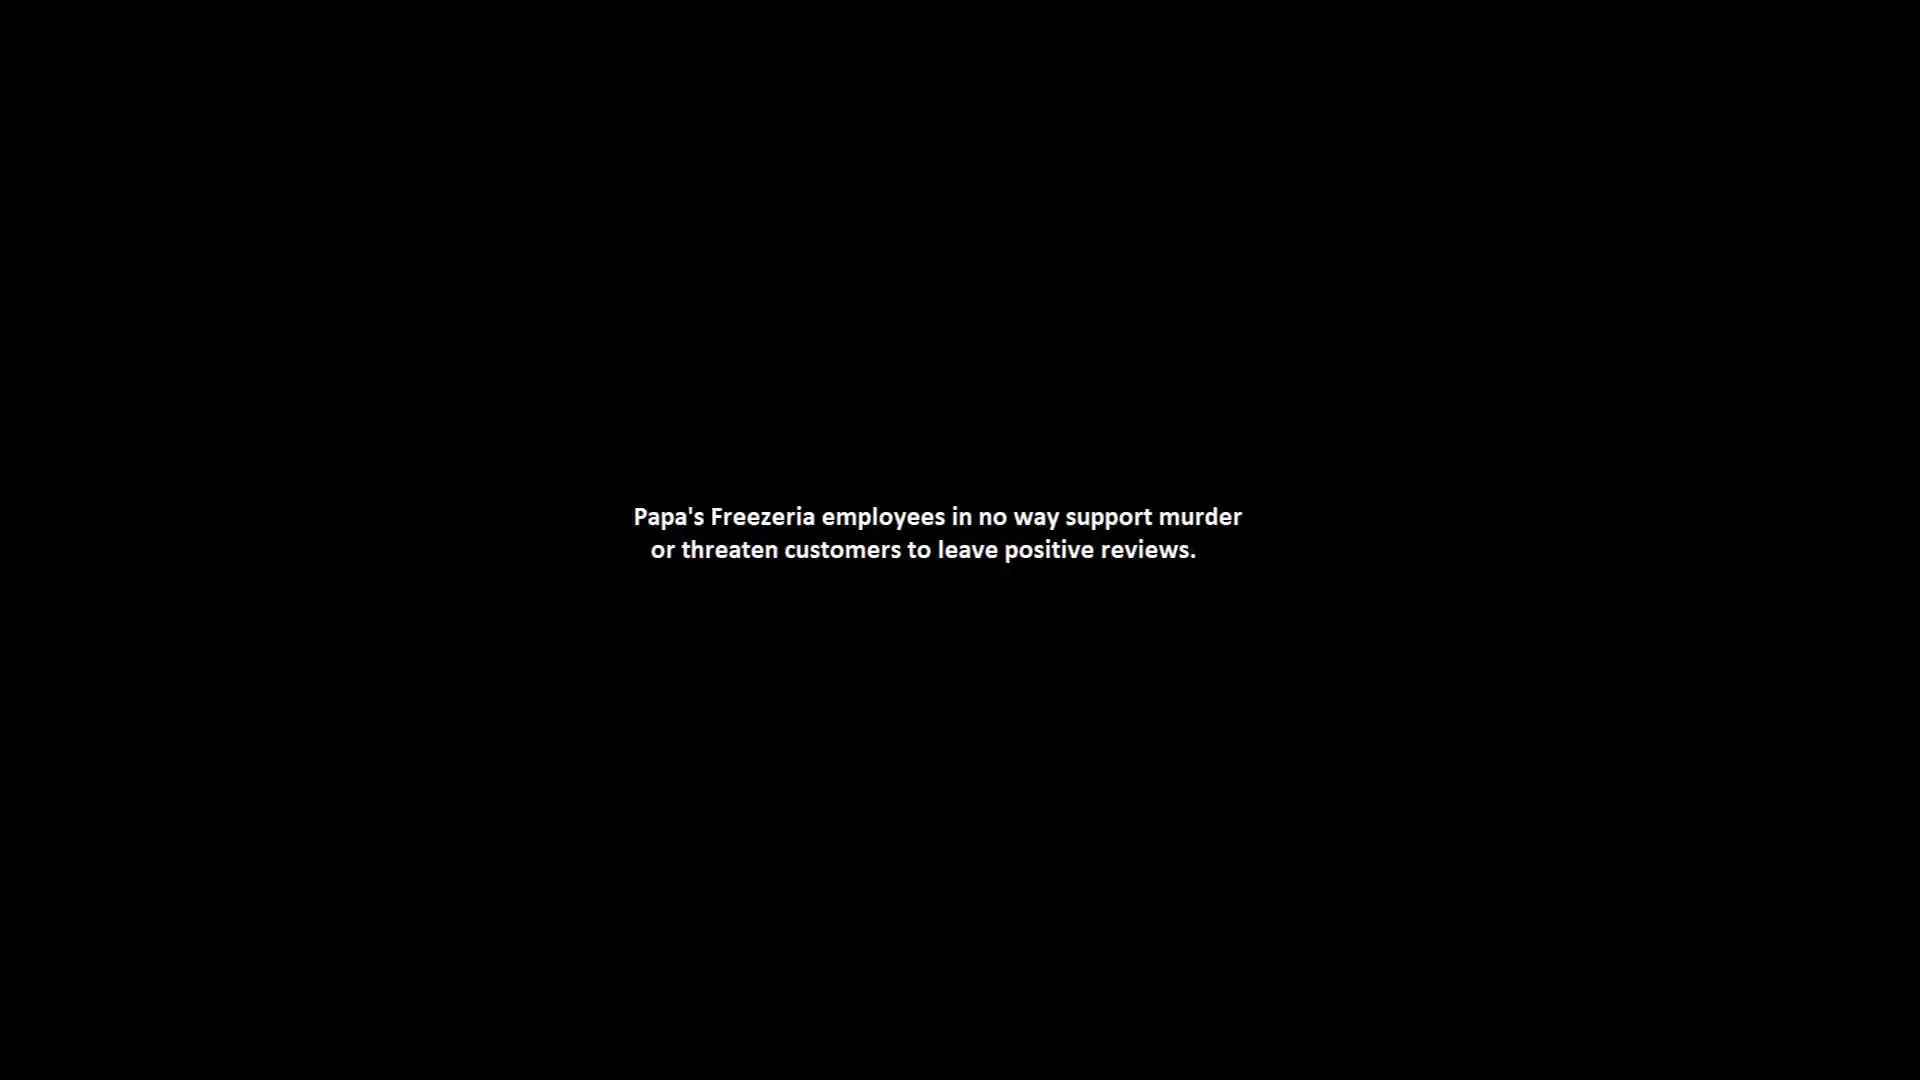 Papa's Freezeria employees in no way support murder
or threaten customers to leave positive reviews.